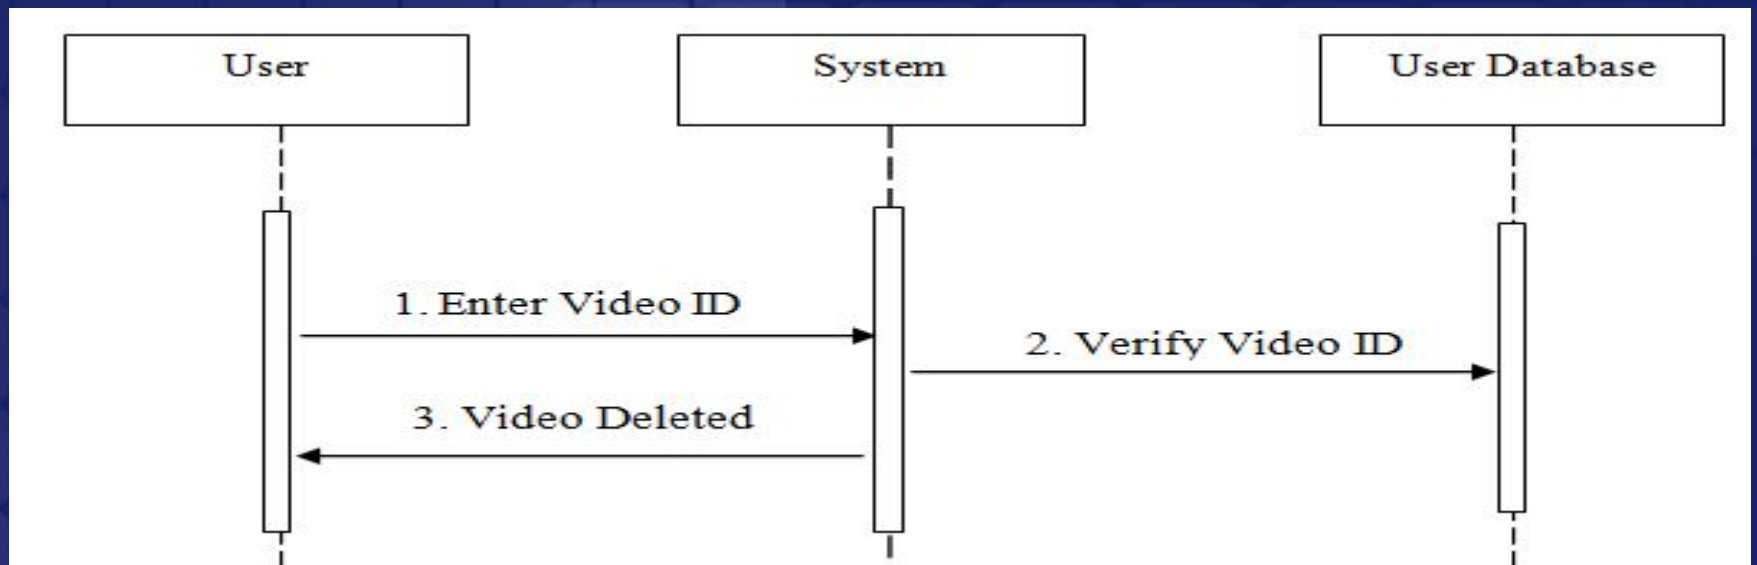 User
System
User Database
1. Enter Video ID
2. Verify Video ID
3. Video Deleted